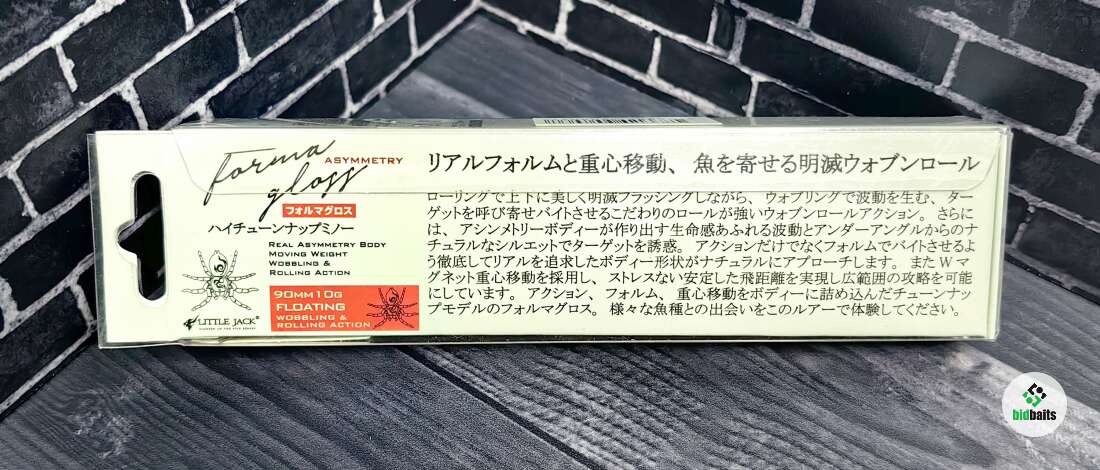 Forma
gloss
ASYMMETRY
フォルマグロス
ハイチューンナップミノー
REAL ASYMMETRY BODY
MOVING WEIGHT
WOBBLING &
ROLLING ACTION
90MM10G
FLOATING
WOBBLING &
ROLLING ACTION
LITTLE JACK®
リアルフォルムと重心移動、魚を寄せる明滅ウォブンロール
ローリングで上下に美しく明滅フラッシングしながら、ウォブリングで波動を生む、ター
ゲットを呼び寄せバイトさせるこだわりのロールが強いウォブンロールアクション。さらに
は、アシンメトリーボディーが作り出す生命感あふれる波動とアンダーアングルからのナ
チュラルなシルエットでターゲットを誘惑。アクションだけでなくフォルムでバイトさせるよ
う徹底してリアルを追求したボディー形状がナチュラルにアプローチします。またWマ
グネット重心移動を採用し、ストレスない安定した飛距離を実現し広範囲の攻略を可能
にしています。アクション、フォルム、重心移動をボディーに詰め込んだチューンナッ
プモデルのフォルマグロス。様々な魚種との出会いをこのルアーで体験してください。
bidbaits